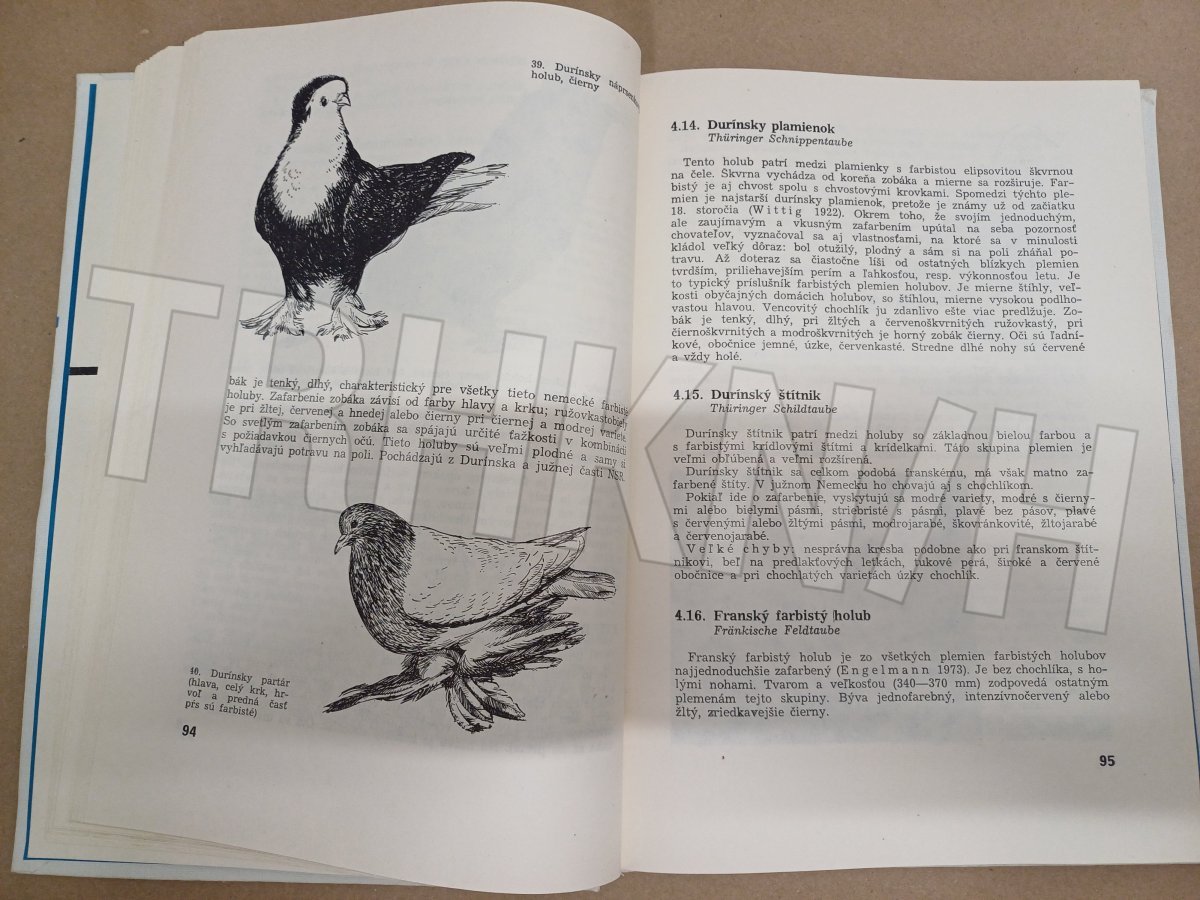 39. Durínsky náprsenkový
holub, čierny
bák je tenký, dlhý, charakteristický pre všetky tieto nemecké farbisté
holuby. Zafarbenie zobáka závisí od farby hlavy a krku; ružovkastobiely
je pri žltej, červenej a hnedej alebo čierny pri čiernej a modrej variete.
So svetlým zafarbením zobáka sa spájajú určité ťažkosti v kombinácii
s požiadavkou čiernych očú. Tieto holuby sú veľmi plodné a samy si
vyhľadávajú potravu na poli. Pochádzajú z Durínska a južnej časti NSR.
40. Durínsky partár
(hlava, celý krk, hr-
voľ a predná časť
pŕs sú farbisté)
94
4.14. Durínsky plamienok
Thüringer Schnippentaube
Tento holub patrí medzi plamienky s farbistou elipsovitou škvrnou
na čele. Škvrna vychádza od koreňa zobáka a mierne sa rozširuje. Far-
bistý je aj chvost spolu s chvostovými krovkami. Spomedzi týchto ple-
mien je najstarší durínsky plamienok, pretože je známy už od začiatku
18. storočia (Wittig 1922). Okrem toho, že svojím jednoduchým,
ale zaujímavým a vkusným zafarbením upútal na seba pozornosť
chovateľov, vyznačoval sa aj vlastnosťami, na ktoré sa v minulosti
kládol veľký dôraz: bol otužilý, plodný a sám si na poli zháňal po-
travu. Až doteraz sa čiastočne líši od ostatných blízkych plemien
tvrdším, priliehavejším perím a ľahkosťou, resp. výkonnosťou letu. Je
to typický príslušník farbistých plemien holubov. Je mierne štíhly, veľ-
kosti obyčajných domácich holubov, so štíhlou, mierne vysokou podlho-
vastou hlavou. Vencovitý chochlík ju zdanlivo ešte viac predlžuje. Zo-
bák je tenký, dlhý, pri žltých a červenoškvrnitých ružovkastý, pri
čiernoškvrnitých a modroškvrnitých je horný zobák čierny. Oči sú ľadní-
kové, obočnice jemné, úzke, červenkasté. Stredne dlhé nohy sú červené
a vždy holé.
4.15. Durínský štítnik
Thüringer Schildtaube
Durínsky štítnik patrí medzi holuby so základnou bielou farbou a
s farbistými krídlovými štítmi a krídelkami. Táto skupina plemien je
veľmi obľúbená a veľmi rozšírená.
Durínsky štítnik sa celkom podobá franskému, má však matno za-
farbené štíty. V južnom Nemecku ho chovajú aj s chochlíkom.
Pokiaľ ide o zafarbenie, vyskytujú sa modré variety, modré s čierny-
mi alebo bielymi pásmi, striebristé s pásmi, plavé bez pásov, plavé
s červenými alebo žltými pásmi, modrojarabé, škovránkovité, žltojarabé
a červenojarabé.
Veľké chyby: nesprávna kresba podobne ako pri franskom štít-
nikovi, beľ na predlakťových letkách, tukové perá, široké a červené
obočnice a pri chochlatých varietách úzky chochlík.
4.16. Franský farbistý holub
Fränkische Feldtaube
Franský farbistý holub je zo všetkých plemien farbistých holubov
najjednoduchšie zafarbený (Engelmann 1973). Je bez chochlíka, s ho-
lými nohami. Tvarom a veľkosťou (340—370 mm) zodpovedá ostatným
plemenám tejto skupiny. Býva jednofarebný, intenzívnočervený alebo
žltý, zriedkavejšie čierny.
95
TRHKNIH